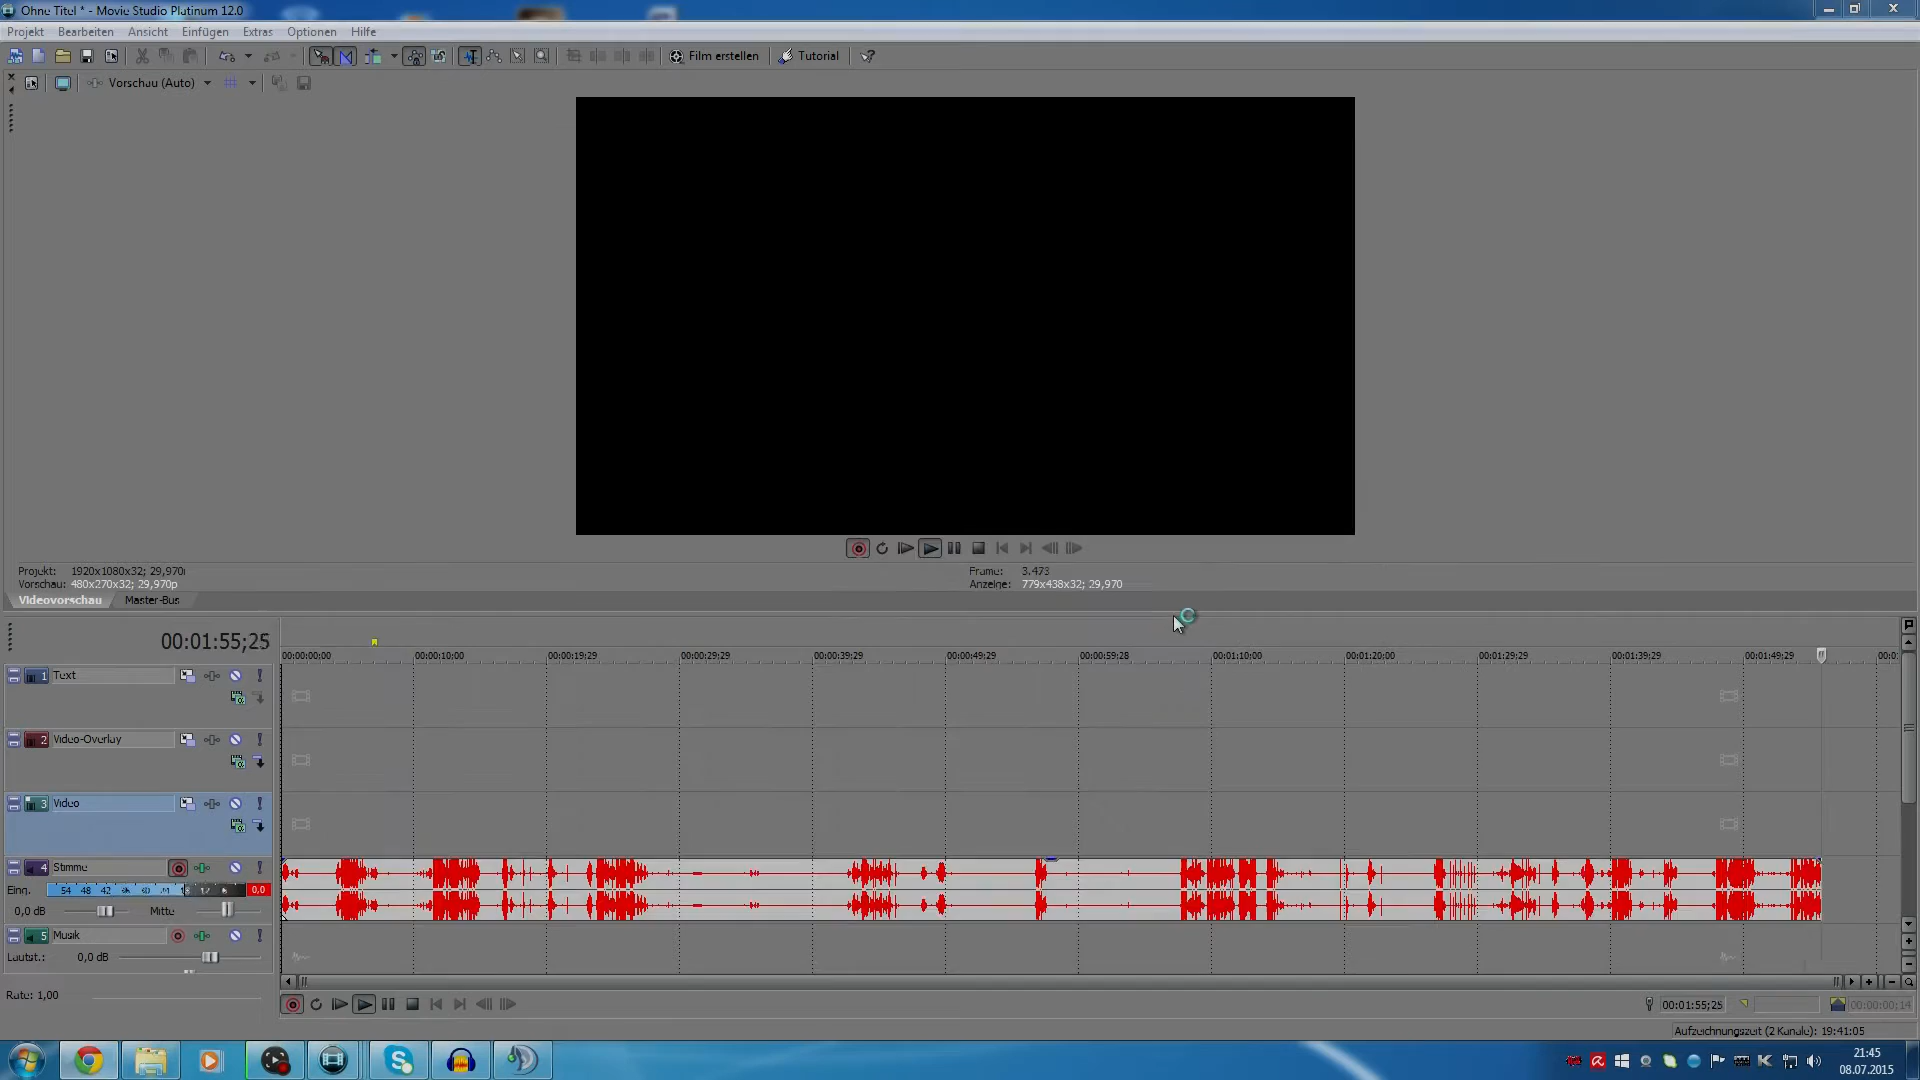 Ohne Titel * - Movie Studio Platinum 12.0
Projekt Bearbeiten Ansicht Einfügen Extras Optionen Hilfe
Film erstellen Tutorial
Vorschau (Auto)
Projekt: 1920x1080x32; 29,970i
Vorschau: 480x270x32; 29,970p
Frame: 3.473
Anzeige: 779x438x32; 29,970
Videovorschau Master-Bus
00:01:55;25
00:00:00;00 00:00:10;00 00:00:19;29 00:00:29;29 00:00:39;29 00:00:49;29 00:00:59;28 00:01:10;00 00:01:20;00 00:01:29;29 00:01:39;29 00:01:49;29 00:0
1 Text
2 Video-Overlay
3 Video
4 Stimme
Eing. 54 48 42 0,0
0,0 dB Mitte
5 Musik
Lautst.: 0,0 dB
Rate: 1,00
00:01:55;25 00:00:00;14
Aufzeichnungszeit (2 Kanäle): 19:41:05
21:45
08.07.2015